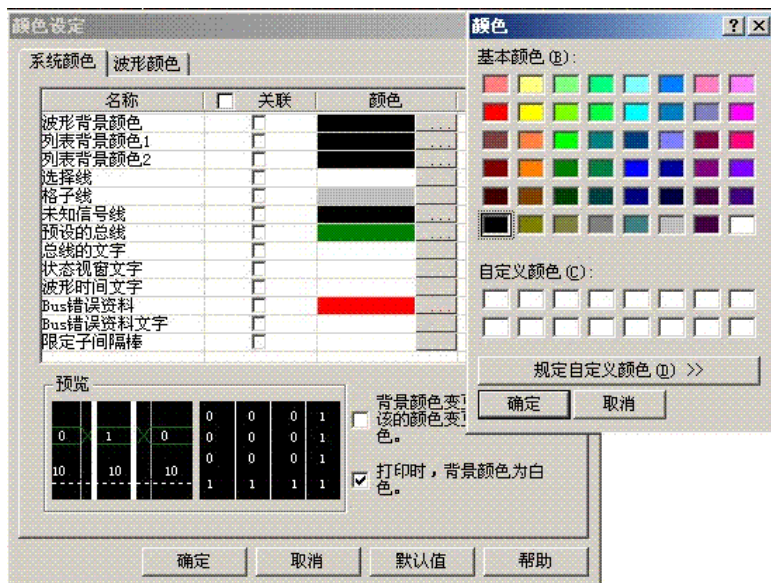 颜色设定
系统颜色
波形颜色
名称 关联 颜色
波形背景颜色
列表背景颜色1
列表背景颜色2
选择线
格子线
未知信号线
预设的总线
总线的文字
状态视窗文字
波形时间文字
Bus错误资料
Bus错误资料文字
限定子间隔棒
预览
0 1 0
10 10 10
0 0 0 1
0 0 0 1
0 0 0 1
1 1 1 1
背景颜色变
该的颜色变
色。
打印时，背景颜色为白
色。
确定 取消 默认值 帮助
颜色
基本颜色(B):
自定义颜色(C):
规定自定义颜色(D) >>
确定 取消